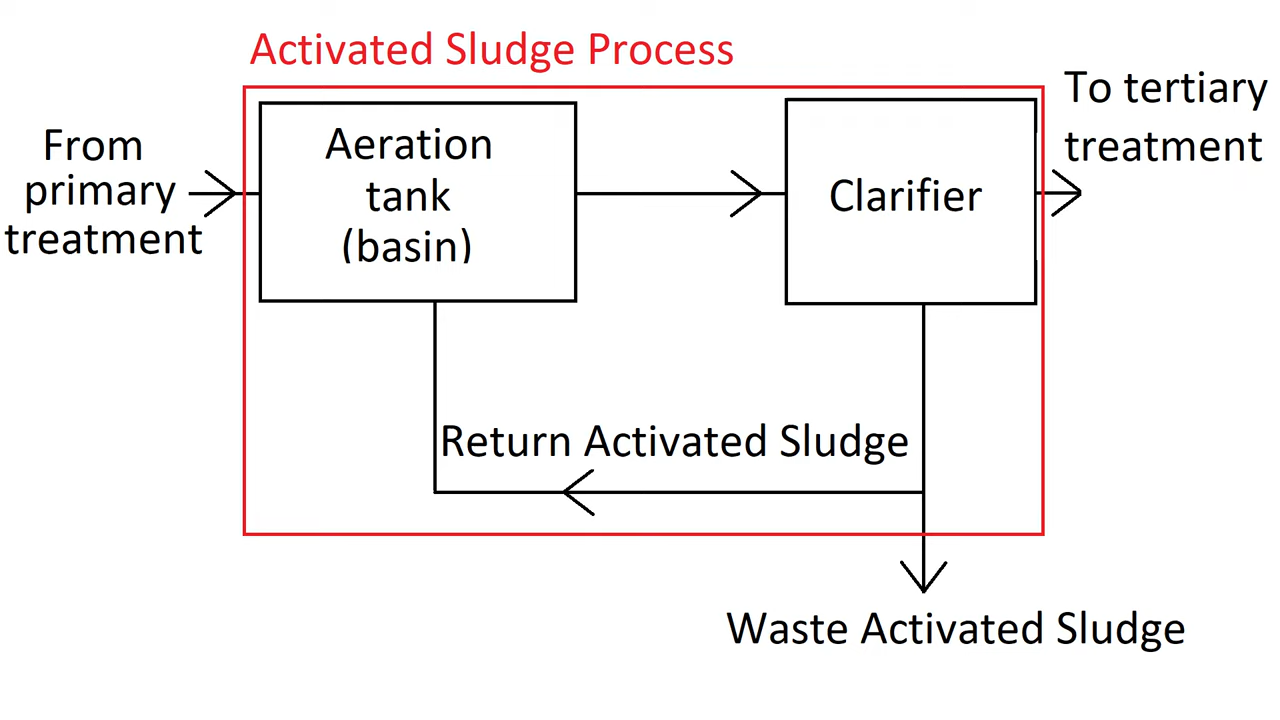 Activated Sludge Process
From
primary
treatment
Aeration
tank
(basin)
Clarifier
To tertiary
treatment
Return Activated Sludge
Waste Activated Sludge